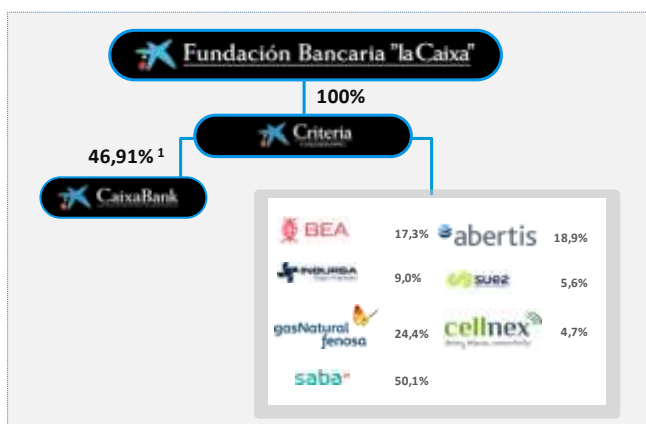 Fundación Bancaria "la Caixa"
100%
Criteria
46,91% 1
CaixaBank
BEA
17,3%
abertis
18,9%
INBURSA
9,0%
suez
5,6%
gasNatural
fenosa
24,4%
cellnex
4,7%
saba
50,1%